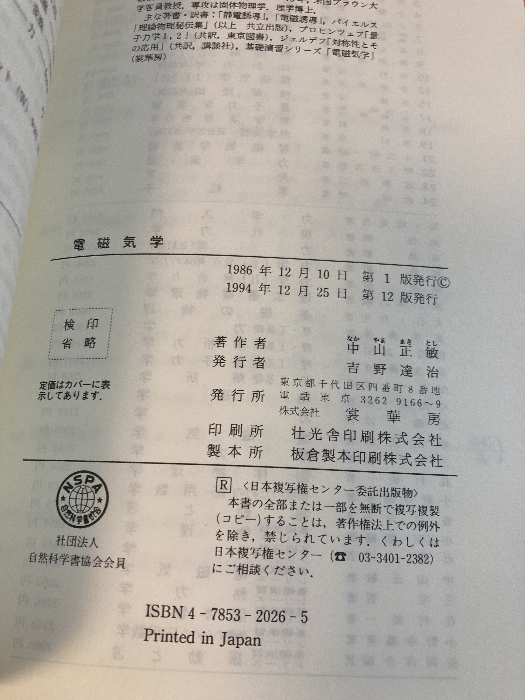 学客員教授，専攻は固体物理学，理学博士．
主な著書・訳書：「静電誘導」，「電磁誘導」，パイエルス
「理論物理秘伝集」（以上 共立出版），プロヒンツェフ「量
子力学1，2」（共訳，東京図書），ジェルデフ「対称性とそ
の応用」（共訳，講談社），基礎演習シリーズ「電磁気学」
（裳華房）
電磁気学
1986年12月10日 第1版発行©
1994年12月25日 第12版発行
検印
省略
定価はカバーに表
示してあります．
なか やま まさ とし
著作者 中山正敏
発行者 吉野達治
発行所
東京都千代田区四番町8番地
電話 東京 3262-9166～9
株式会社 裳華房
印刷所 壮光舎印刷株式会社
製本所 板倉製本印刷株式会社
NSPA
自然科学書協会
社団法人
自然科学書協会会員
R 〈日本複写権センター委託出版物〉
本書の全部または一部を無断で複写複製
（コピー）することは，著作権法上での例外
を除き，禁じられています．くわしくは
日本複写権センター（☎ 03-3401-2382）
にご相談ください．
ISBN 4-7853-2026-5
Printed in Japan